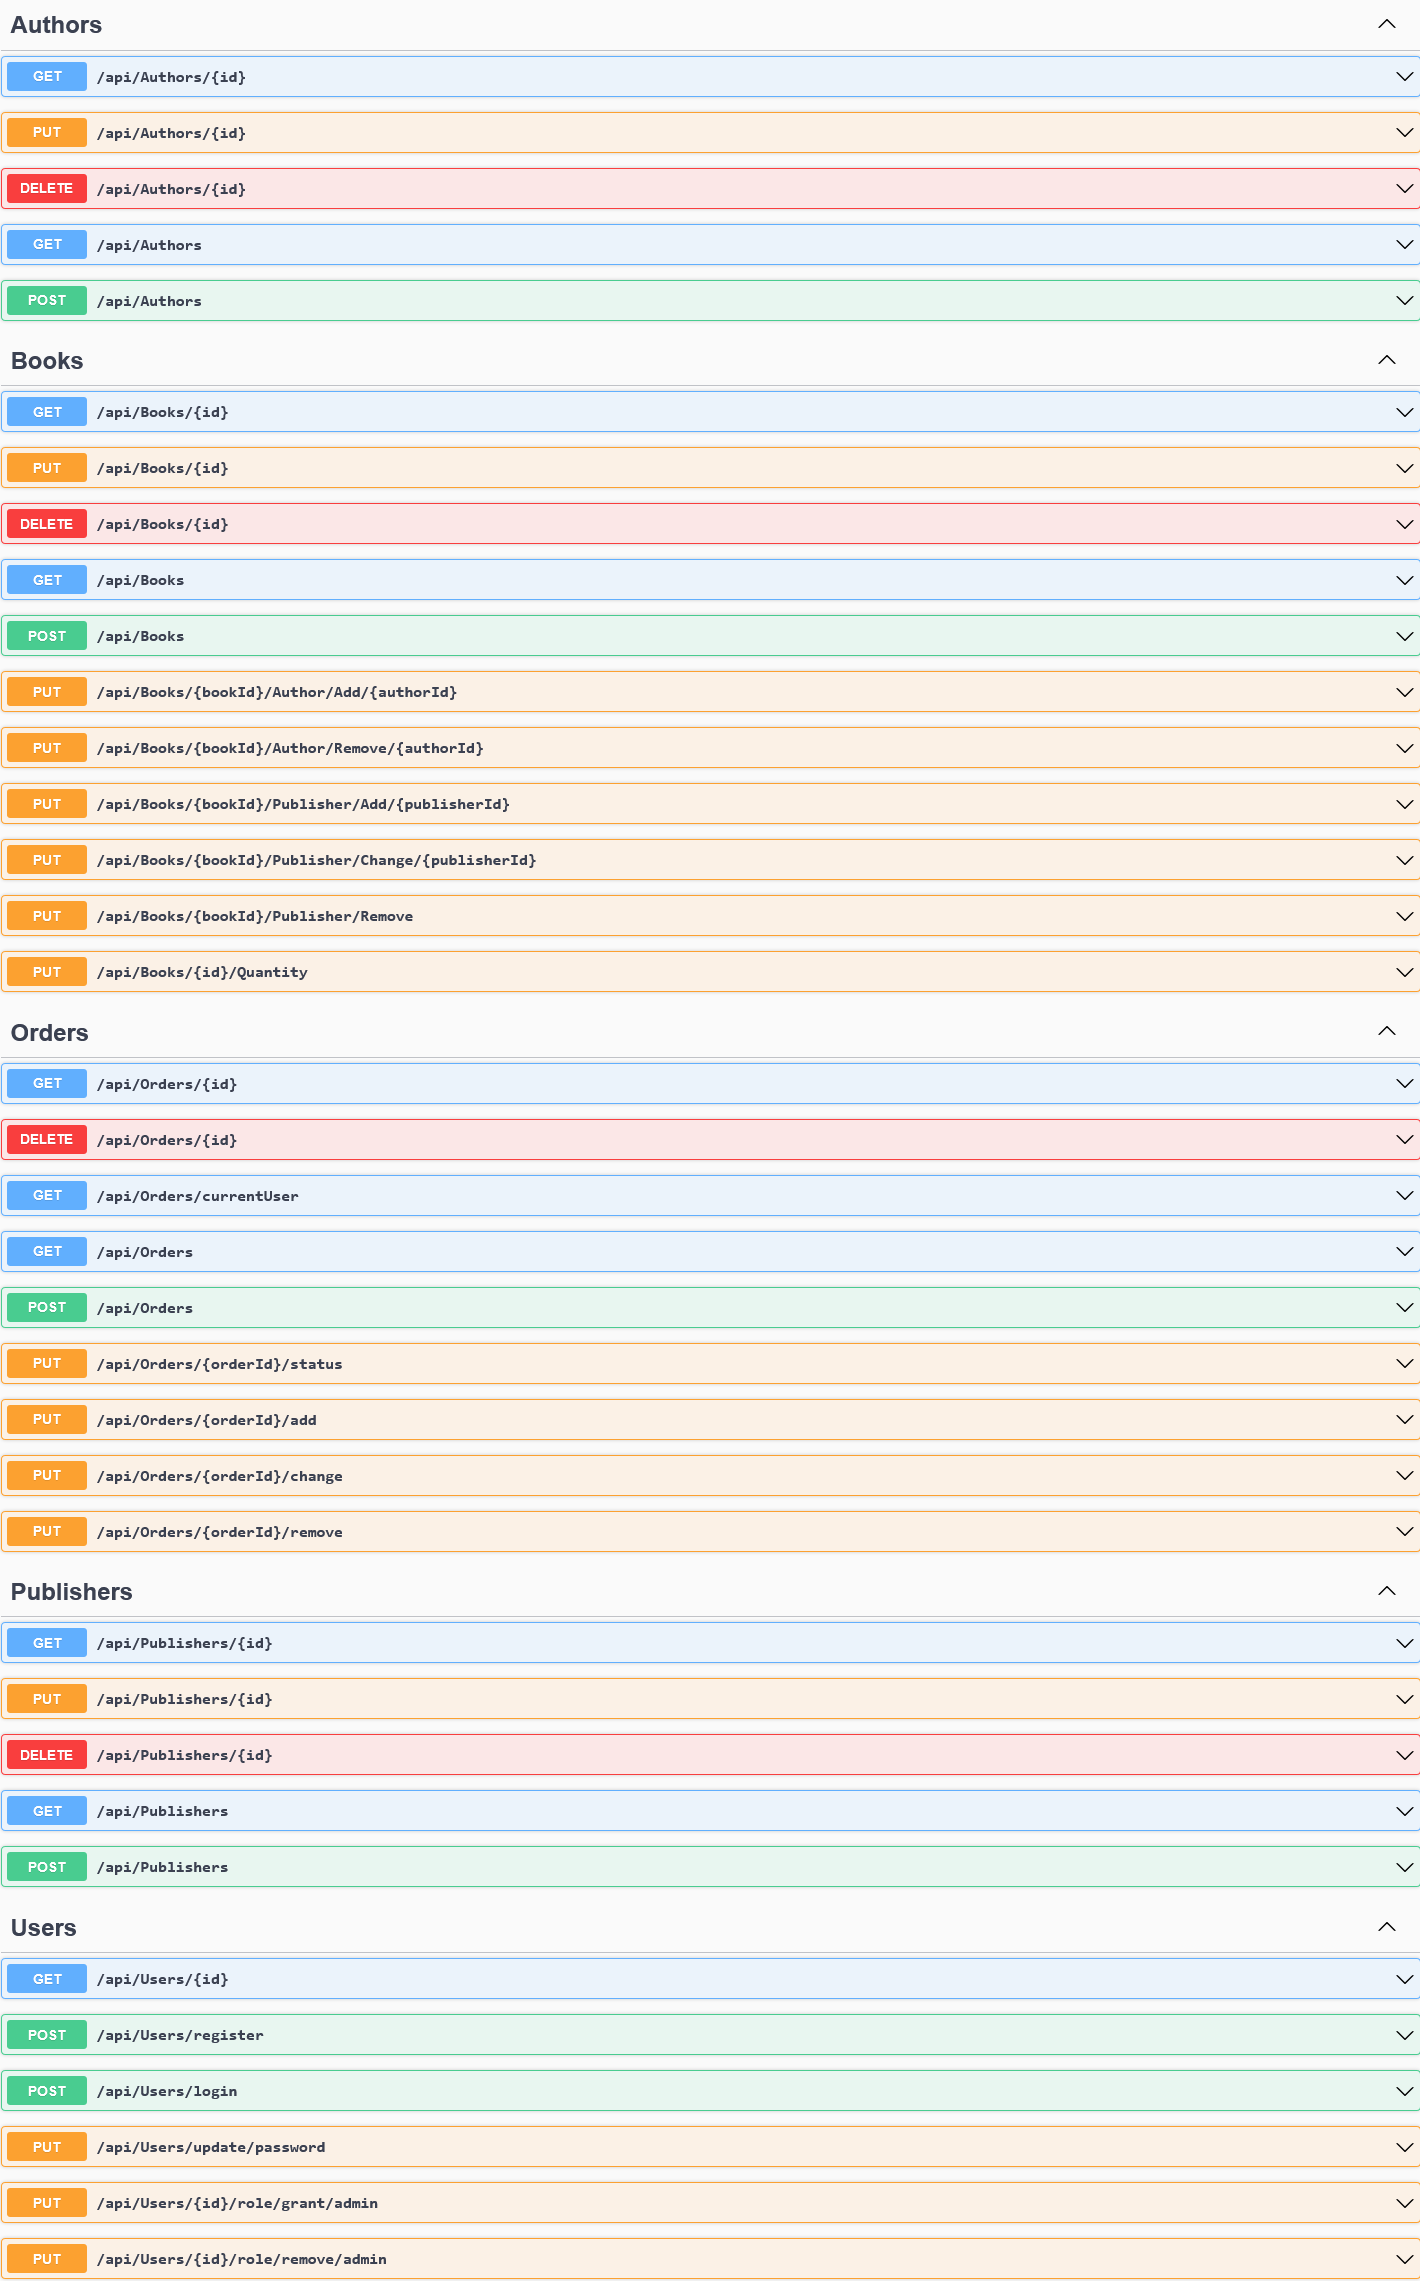 Authors
GET /api/Authors/{id}
PUT /api/Authors/{id}
DELETE /api/Authors/{id}
GET /api/Authors
POST /api/Authors
Books
GET /api/Books/{id}
PUT /api/Books/{id}
DELETE /api/Books/{id}
GET /api/Books
POST /api/Books
PUT /api/Books/{bookId}/Author/Add/{authorId}
PUT /api/Books/{bookId}/Author/Remove/{authorId}
PUT /api/Books/{bookId}/Publisher/Add/{publisherId}
PUT /api/Books/{bookId}/Publisher/Change/{publisherId}
PUT /api/Books/{bookId}/Publisher/Remove
PUT /api/Books/{id}/Quantity
Orders
GET /api/Orders/{id}
DELETE /api/Orders/{id}
GET /api/Orders/currentUser
GET /api/Orders
POST /api/Orders
PUT /api/Orders/{orderId}/status
PUT /api/Orders/{orderId}/add
PUT /api/Orders/{orderId}/change
PUT /api/Orders/{orderId}/remove
Publishers
GET /api/Publishers/{id}
PUT /api/Publishers/{id}
DELETE /api/Publishers/{id}
GET /api/Publishers
POST /api/Publishers
Users
GET /api/Users/{id}
POST /api/Users/register
POST /api/Users/login
PUT /api/Users/update/password
PUT /api/Users/{id}/role/grant/admin
PUT /api/Users/{id}/role/remove/admin